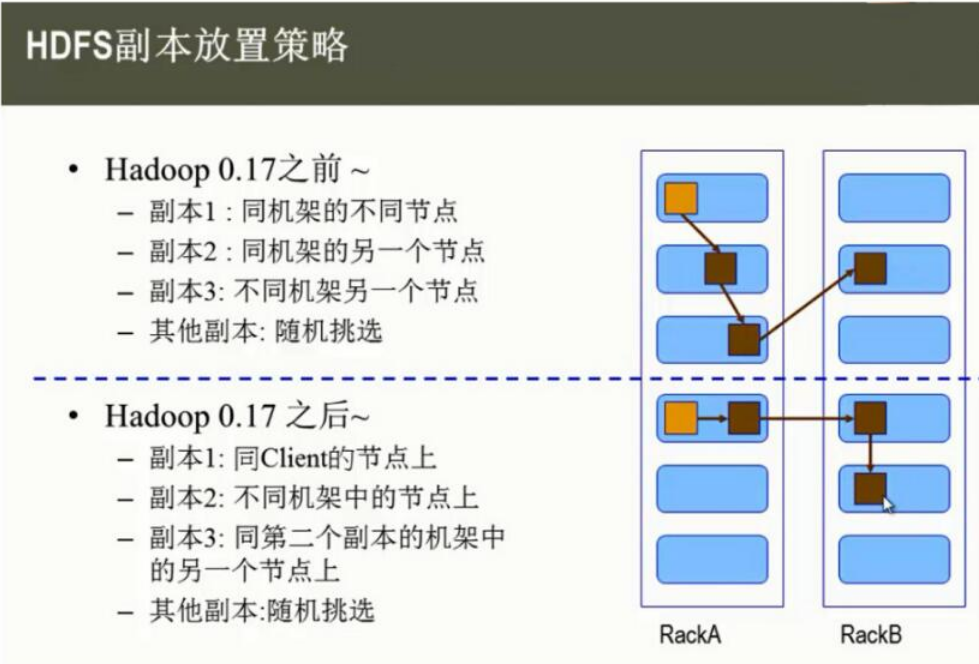 HDFS副本放置策略
• Hadoop 0.17之前 ~
– 副本1 : 同机架的不同节点
– 副本2 : 同机架的另一个节点
– 副本3: 不同机架另一个节点
– 其他副本: 随机挑选
• Hadoop 0.17 之后~
– 副本1: 同Client的节点上
– 副本2: 不同机架中的节点上
– 副本3: 同第二个副本的机架中
的另一个节点上
– 其他副本:随机挑选
RackA
RackB